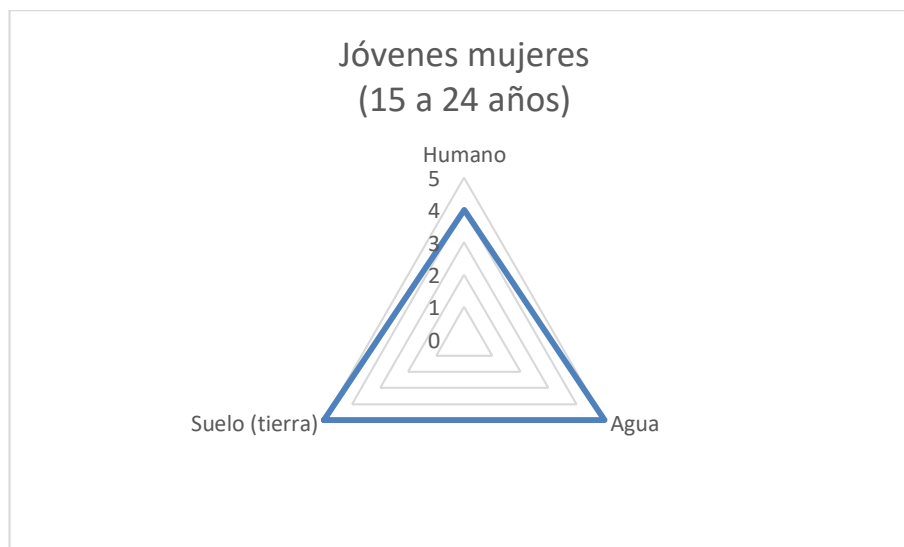 Jóvenes mujeres
(15 a 24 años)
Humano
5
4
3
2
1
0
Suelo (tierra)
Agua